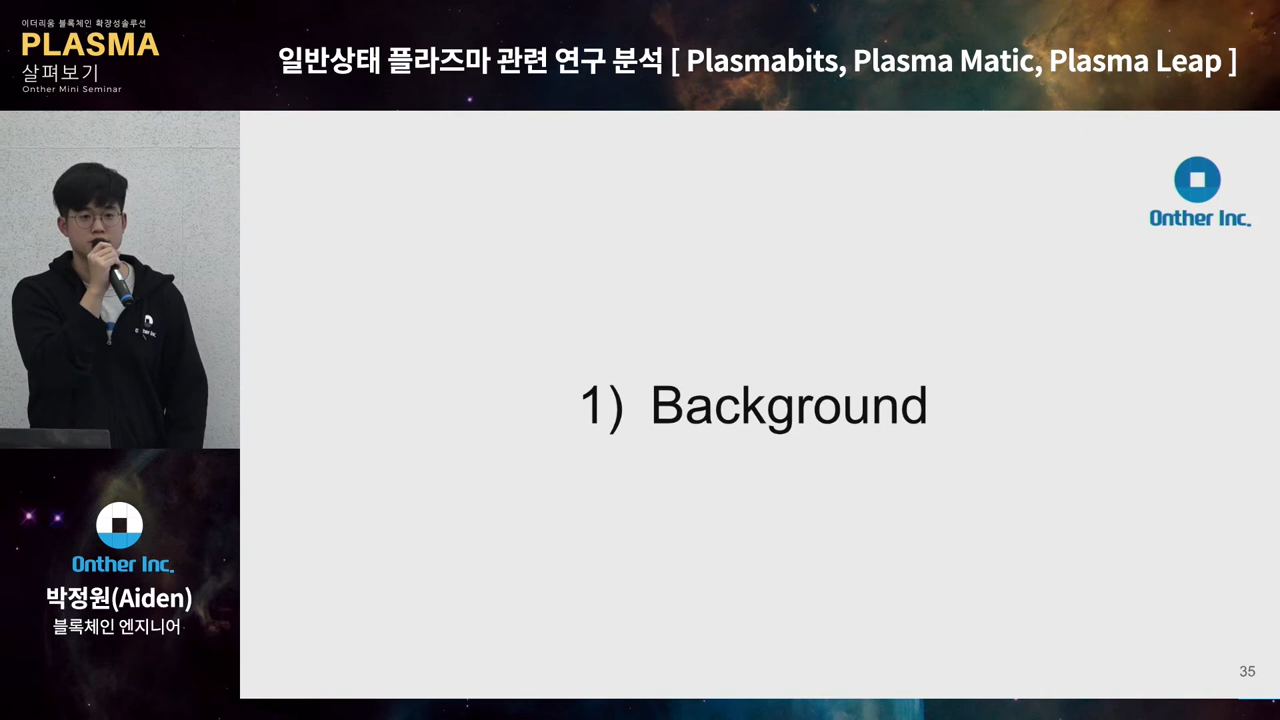 이더리움 블록체인 확장성솔루션
PLASMA
살펴보기
Onther Mini Seminar
일반상태 플라즈마 관련 연구 분석 [ Plasmabits, Plasma Matic, Plasma Leap ]
Onther Inc.
1) Background
Onther Inc.
박정원(Aiden)
블록체인 엔지니어
35